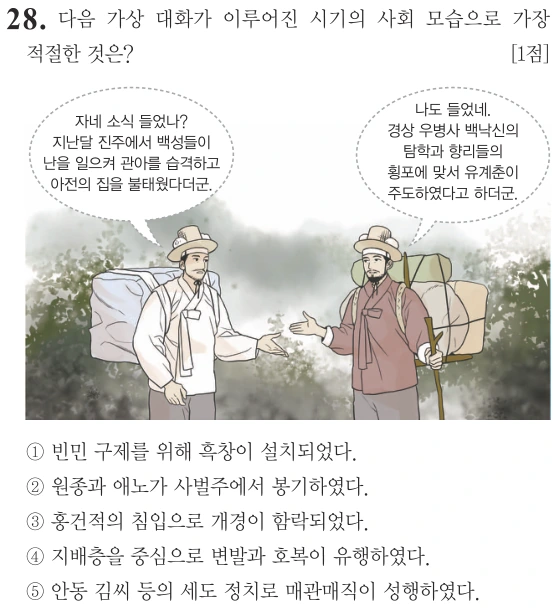 28. 다음 가상 대화가 이루어진 시기의 사회 모습으로 가장
적절한 것은? [1점]
자네 소식 들었나?
지난달 진주에서 백성들이
난을 일으켜 관아를 습격하고
아전의 집을 불태웠다더군.
나도 들었네.
경상 우병사 백낙신의
탐학과 향리들의
횡포에 맞서 유계춘이
주도하였다고 하더군.
① 빈민 구제를 위해 흑창이 설치되었다.
② 원종과 애노가 사벌주에서 봉기하였다.
③ 홍건적의 침입으로 개경이 함락되었다.
④ 지배층을 중심으로 변발과 호복이 유행하였다.
⑤ 안동 김씨 등의 세도 정치로 매관매직이 성행하였다.